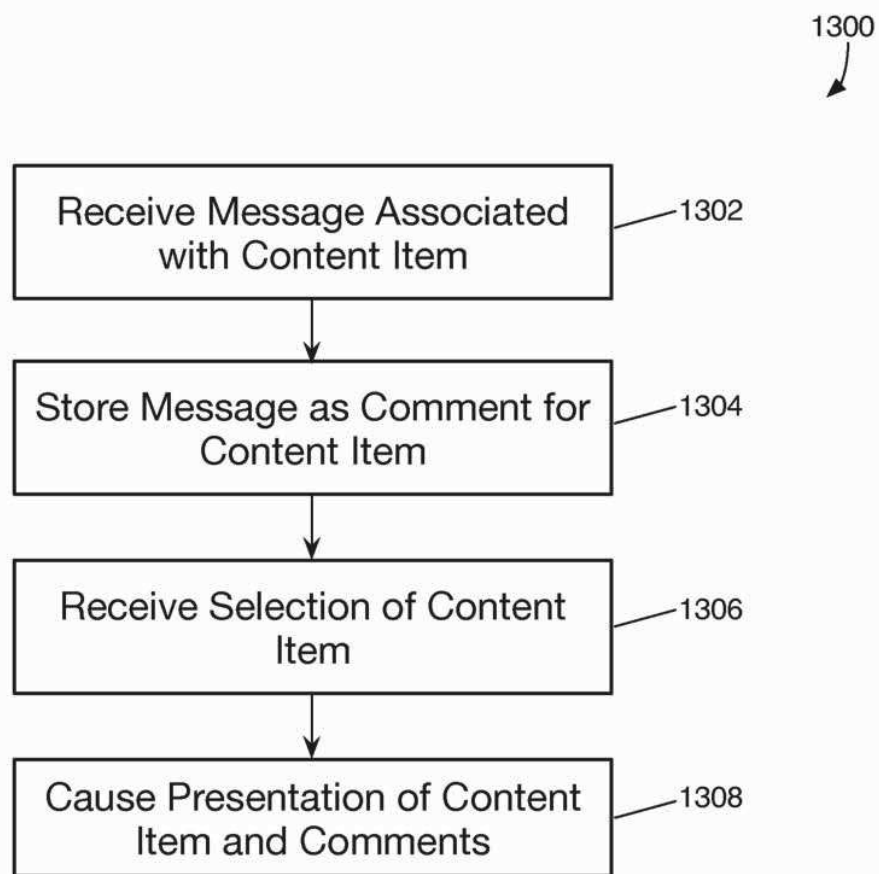 1300
Receive Message Associated
with Content Item
1302
Store Message as Comment for
Content Item
1304
Receive Selection of Content
Item
1306
Cause Presentation of Content
Item and Comments
1308